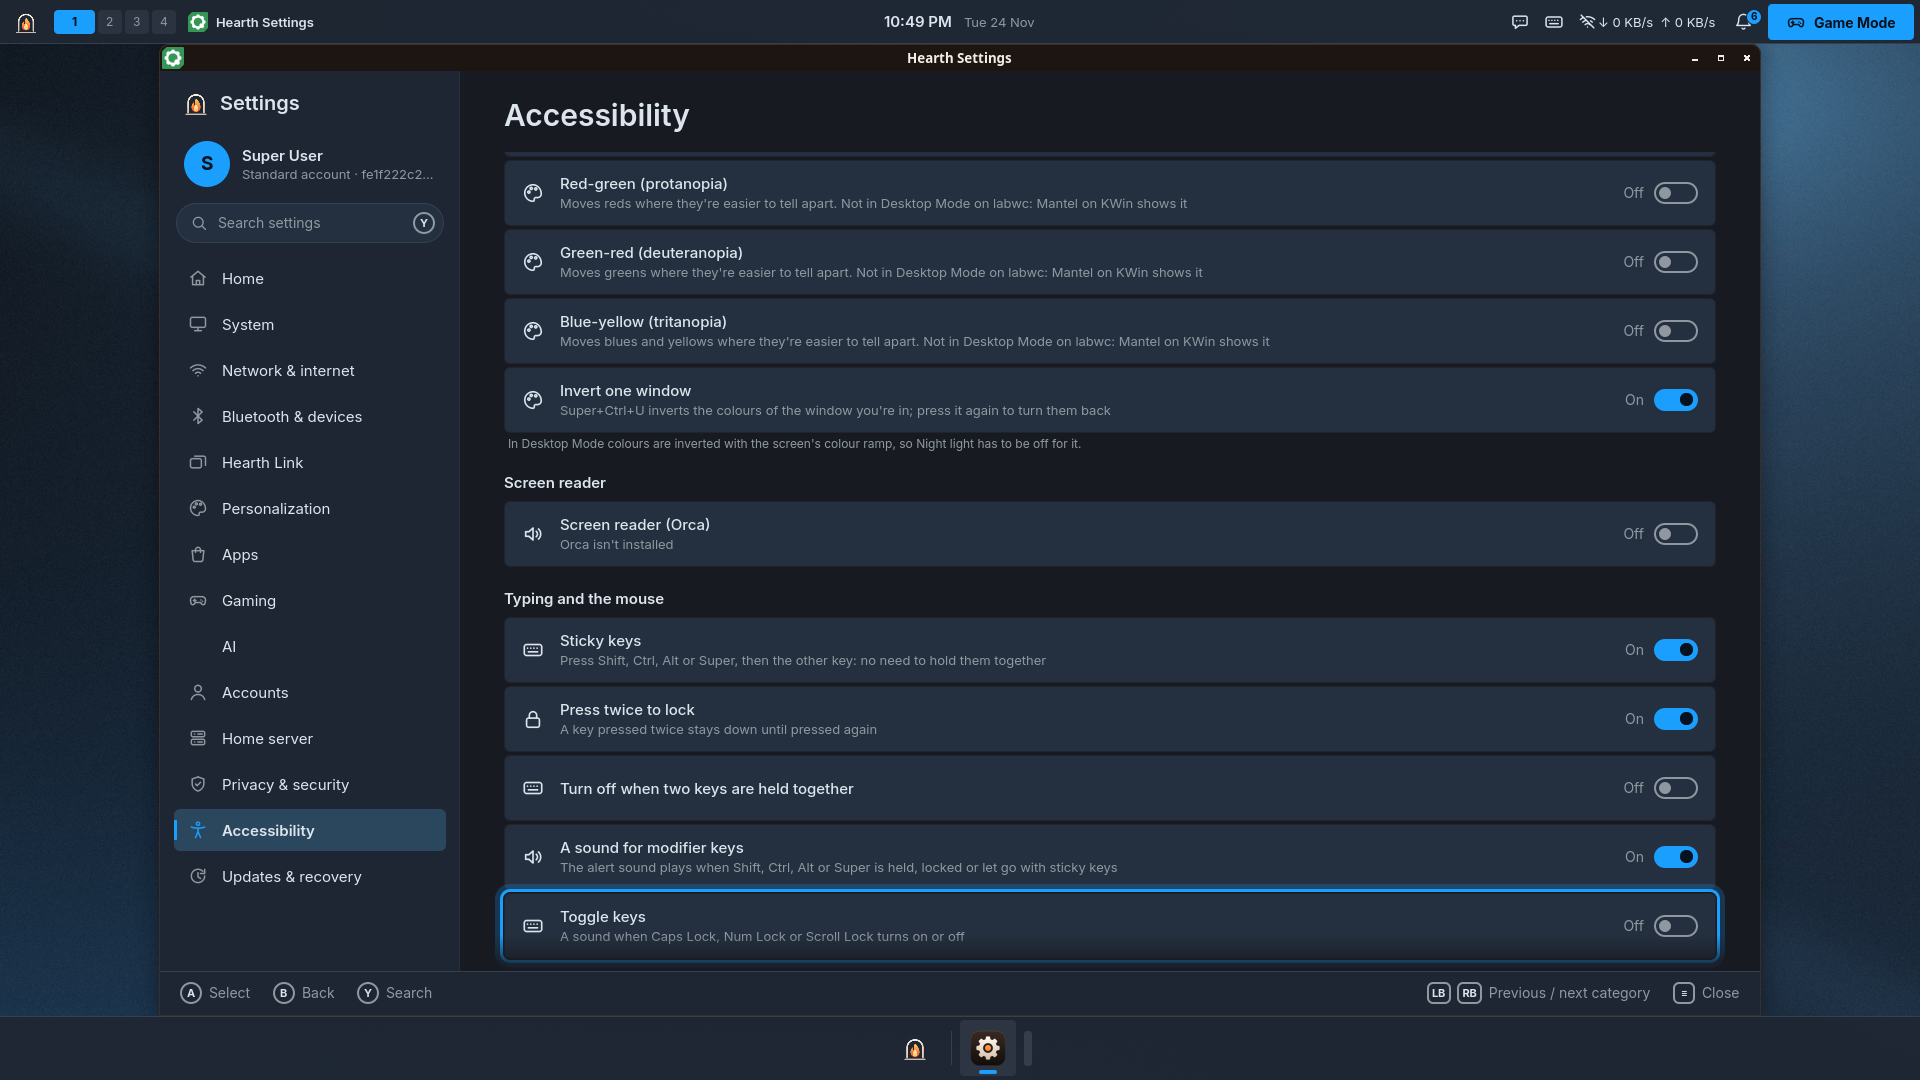 1 2 3 4 Hearth Settings 10:49 PM Tue 24 Nov ↓ 0 KB/s ↑ 0 KB/s 6 Game Mode
Hearth Settings
Settings
S Super User
Standard account · fe1f222c2...
Search settings Y
Home
System
Network & internet
Bluetooth & devices
Hearth Link
Personalization
Apps
Gaming
AI
Accounts
Home server
Privacy & security
Accessibility
Updates & recovery
Accessibility
Red-green (protanopia)
Moves reds where they're easier to tell apart. Not in Desktop Mode on labwc: Mantel on KWin shows it
Off
Green-red (deuteranopia)
Moves greens where they're easier to tell apart. Not in Desktop Mode on labwc: Mantel on KWin shows it
Off
Blue-yellow (tritanopia)
Moves blues and yellows where they're easier to tell apart. Not in Desktop Mode on labwc: Mantel on KWin shows it
Off
Invert one window
Super+Ctrl+U inverts the colours of the window you're in; press it again to turn them back
On
In Desktop Mode colours are inverted with the screen's colour ramp, so Night light has to be off for it.
Screen reader
Screen reader (Orca)
Orca isn't installed
Off
Typing and the mouse
Sticky keys
Press Shift, Ctrl, Alt or Super, then the other key: no need to hold them together
On
Press twice to lock
A key pressed twice stays down until pressed again
On
Turn off when two keys are held together
Off
A sound for modifier keys
The alert sound plays when Shift, Ctrl, Alt or Super is held, locked or let go with sticky keys
On
Toggle keys
A sound when Caps Lock, Num Lock or Scroll Lock turns on or off
Off
A Select B Back Y Search LB RB Previous / next category ≡ Close